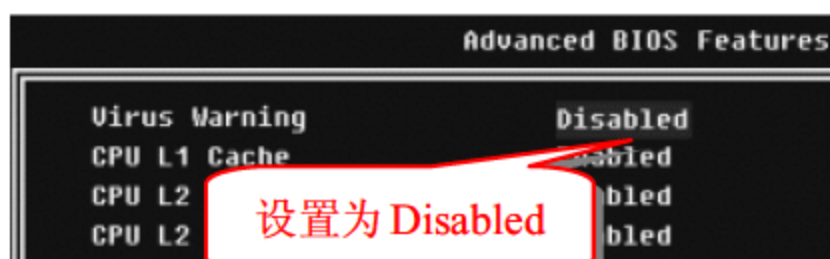 Advanced BIOS Features
Virus Warning Disabled
CPU L1 Cache
CPU L2
CPU L2
设置为 Disabled